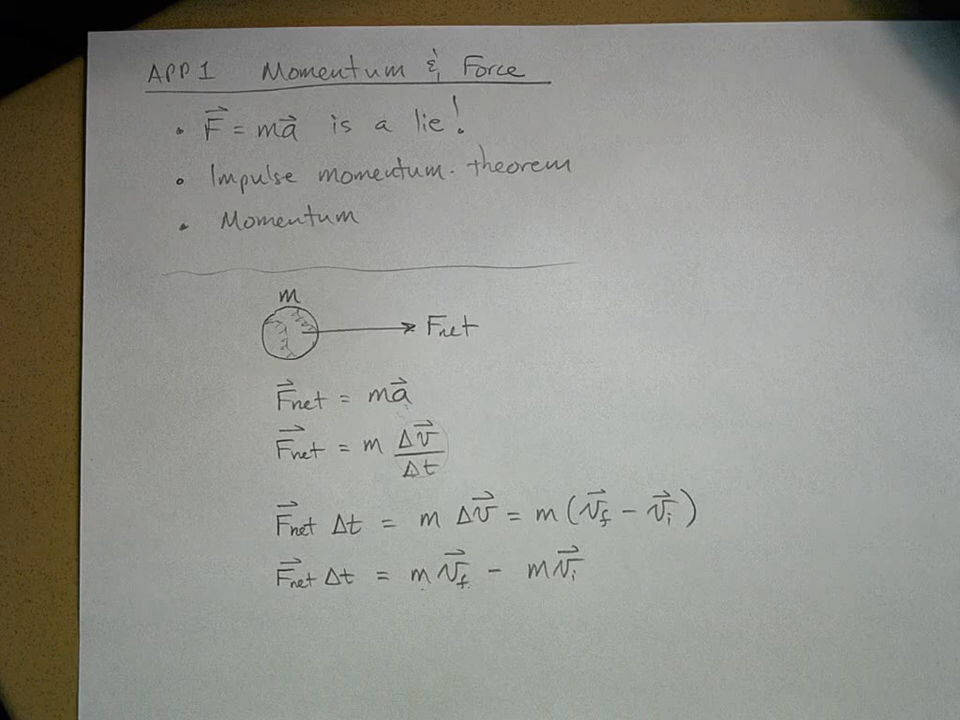 APP 1 Momentum & Force
• F⃗ = ma⃗ is a lie!
• Impulse momentum. theorem
• Momentum
m
Fnet
F⃗net = ma⃗
F⃗net = m Δv⃗/Δt
F⃗net Δt = m Δv⃗ = m (v⃗f - v⃗i)
F⃗net Δt = m v⃗f - m v⃗i